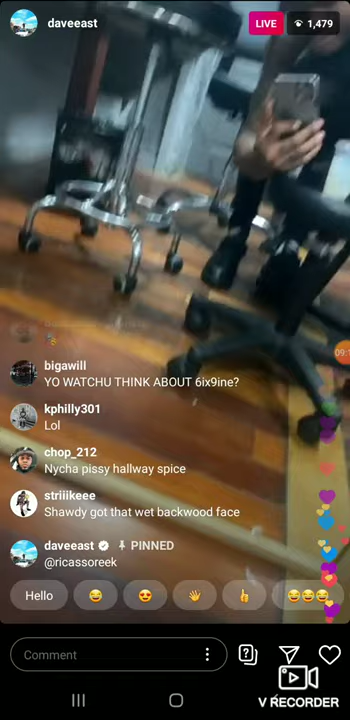 daveeast
LIVE 1,479
bigawill
YO WATCHU THINK ABOUT 6ix9ine?
kphilly301
Lol
chop_212
Nycha pissy hallway spice
striiikeee
Shawdy got that wet backwood face
daveeast PINNED
@ricassoreek
Hello
Comment
V RECORDER